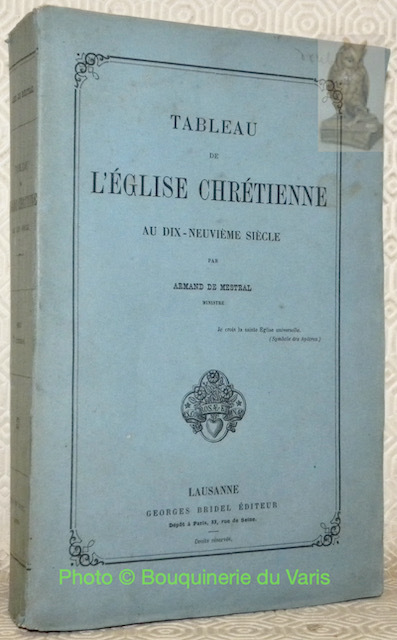 TABLEAU
DE
L'ÉGLISE CHRÉTIENNE
AU DIX-NEUVIÈME SIÈCLE
PAR
ARMAND DE MESTRAL
MINISTRE
Je crois la sainte Église universelle.
(Symbole des apôtres.)
LAUSANNE
GEORGES BRIDEL ÉDITEUR
Dépôt à Paris, 33, rue de Seine.
Droits réservés.
Photo © Bouquinerie du Varis